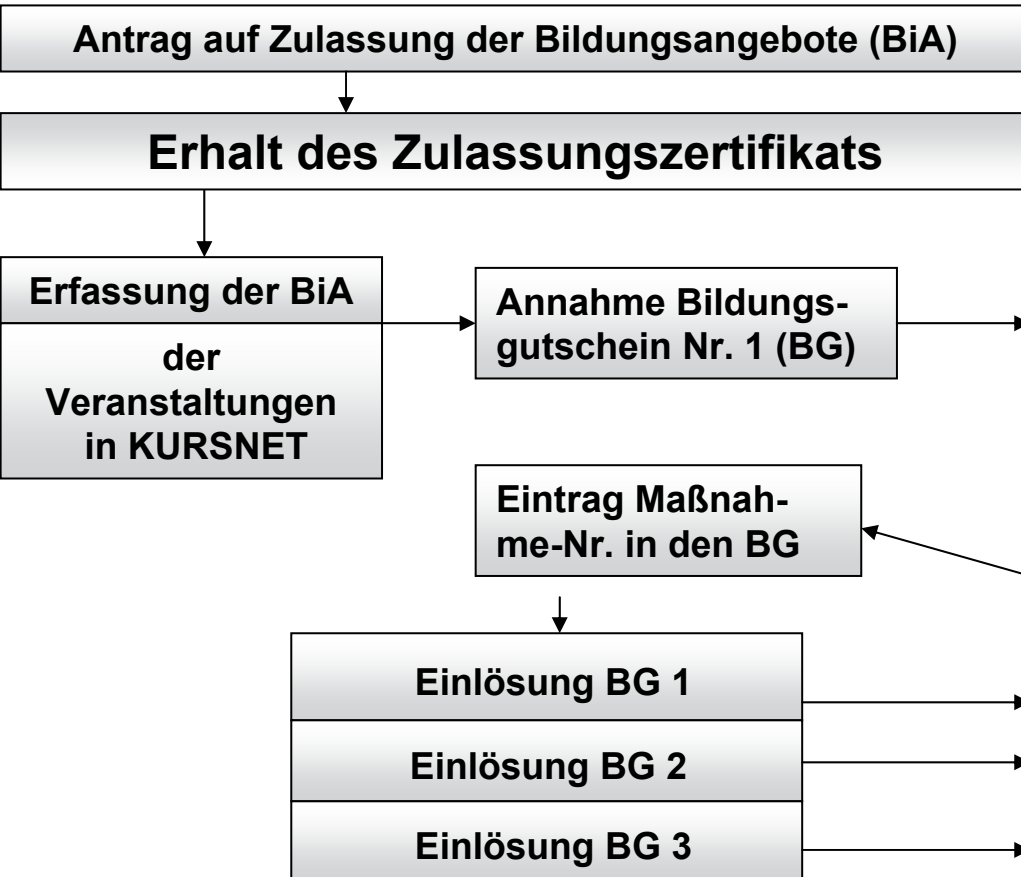 Antrag auf Zulassung der Bildungsangebote (BiA)
Erhalt des Zulassungszertifikats
Erfassung der BiA
der
Veranstaltungen
in KURSNET
Annahme Bildungs-
gutschein Nr. 1 (BG)
Eintrag Maßnah-
me-Nr. in den BG
Einlösung BG 1
Einlösung BG 2
Einlösung BG 3